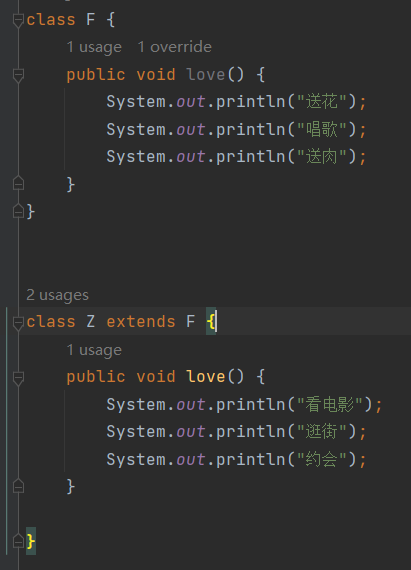 class F {
1 usage 1 override
public void love() {
System.out.println("送花");
System.out.println("唱歌");
System.out.println("送肉");
}
}
2 usages
class Z extends F {
1 usage
public void love() {
System.out.println("看电影");
System.out.println("逛街");
System.out.println("约会");
}
}